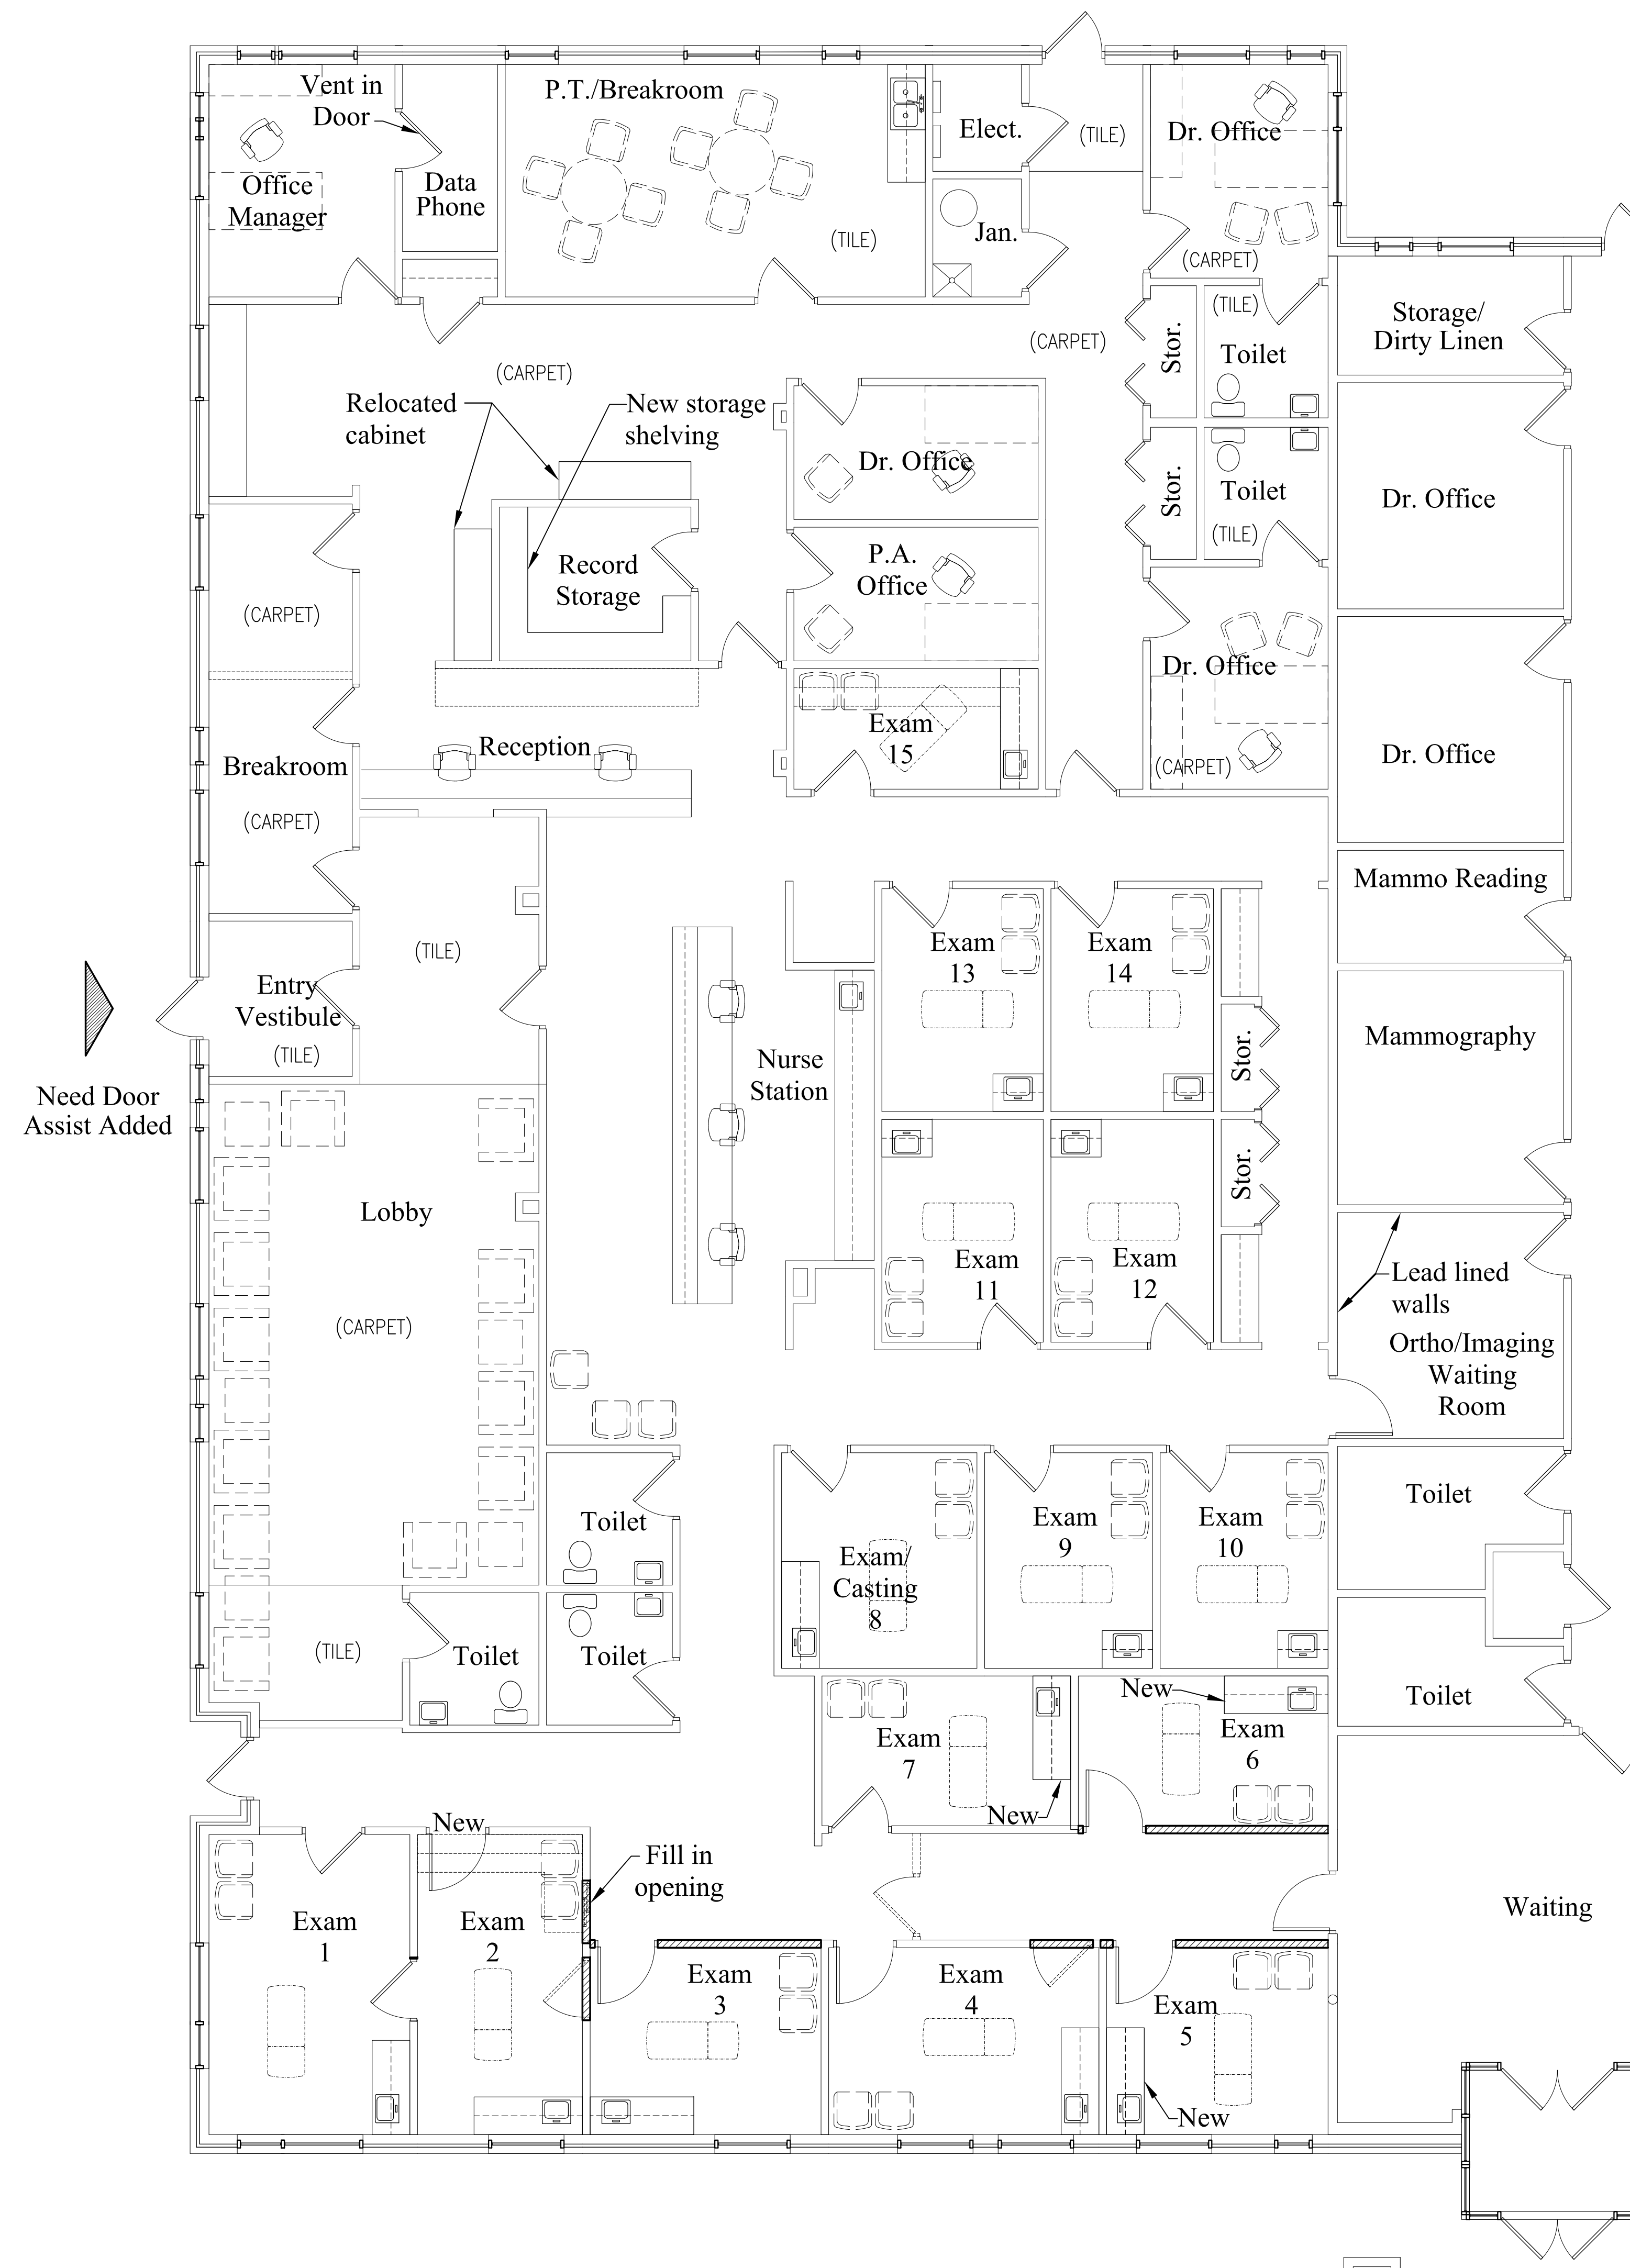 Vent in
Door
P.T./Breakroom
Elect.
(TILE)
Dr. Office
Office
Manager
Data
Phone
(TILE)
Jan.
(CARPET)
(TILE)
Storage/
Dirty Linen
(CARPET)
Stor.
Toilet
(CARPET)
Relocated
cabinet
New storage
shelving
Dr. Office
Stor.
Toilet
(TILE)
Dr. Office
P.A.
Office
Record
Storage
(CARPET)
Dr. Office
Exam
15
Reception
Breakroom
(CARPET)
Dr. Office
(CARPET)
Mammo Reading
(TILE)
Exam
13
Exam
14
Entry
Vestibule
(TILE)
Need Door
Assist Added
Nurse
Station
Stor.
Mammography
Stor.
Lobby
Exam
11
Exam
12
Lead lined
walls
(CARPET)
Ortho/Imaging
Waiting
Room
Toilet
Exam/
Casting
8
Exam
9
Exam
10
Toilet
(TILE)
Toilet
Toilet
Toilet
New
Exam
7
Exam
6
New
New
Fill in
opening
Exam
1
Exam
2
Exam
3
Exam
4
Exam
5
Waiting
New